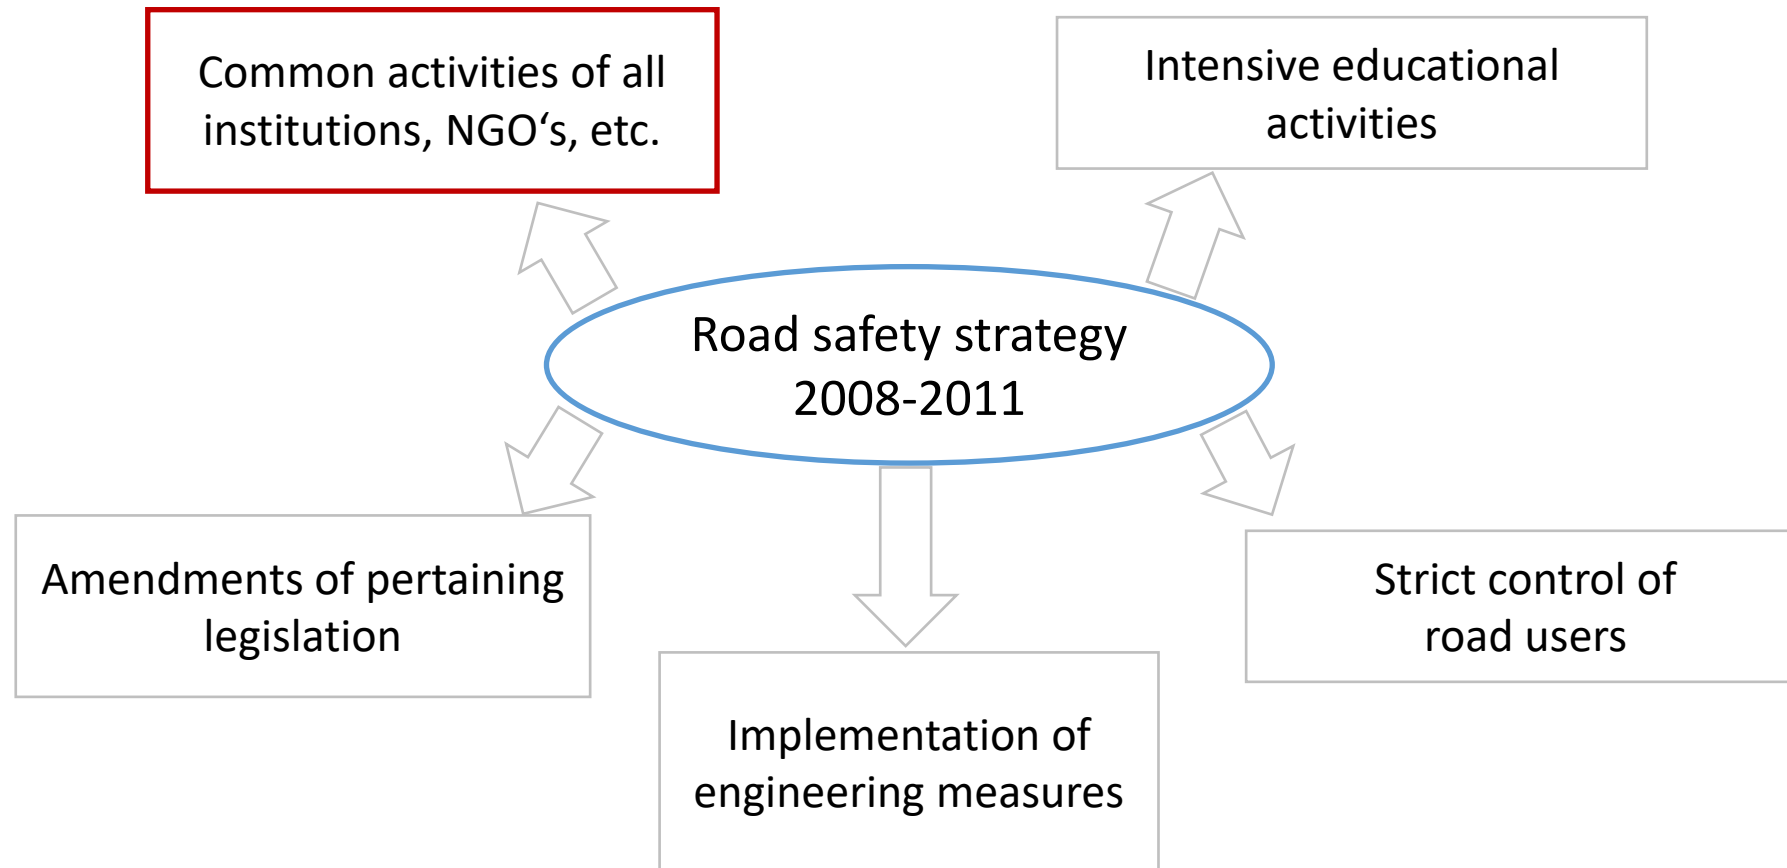 Common activities of all
institutions, NGO‘s, etc.
Intensive educational
activities
Road safety strategy
2008-2011
Amendments of pertaining
legislation
Strict control of
road users
Implementation of
engineering measures